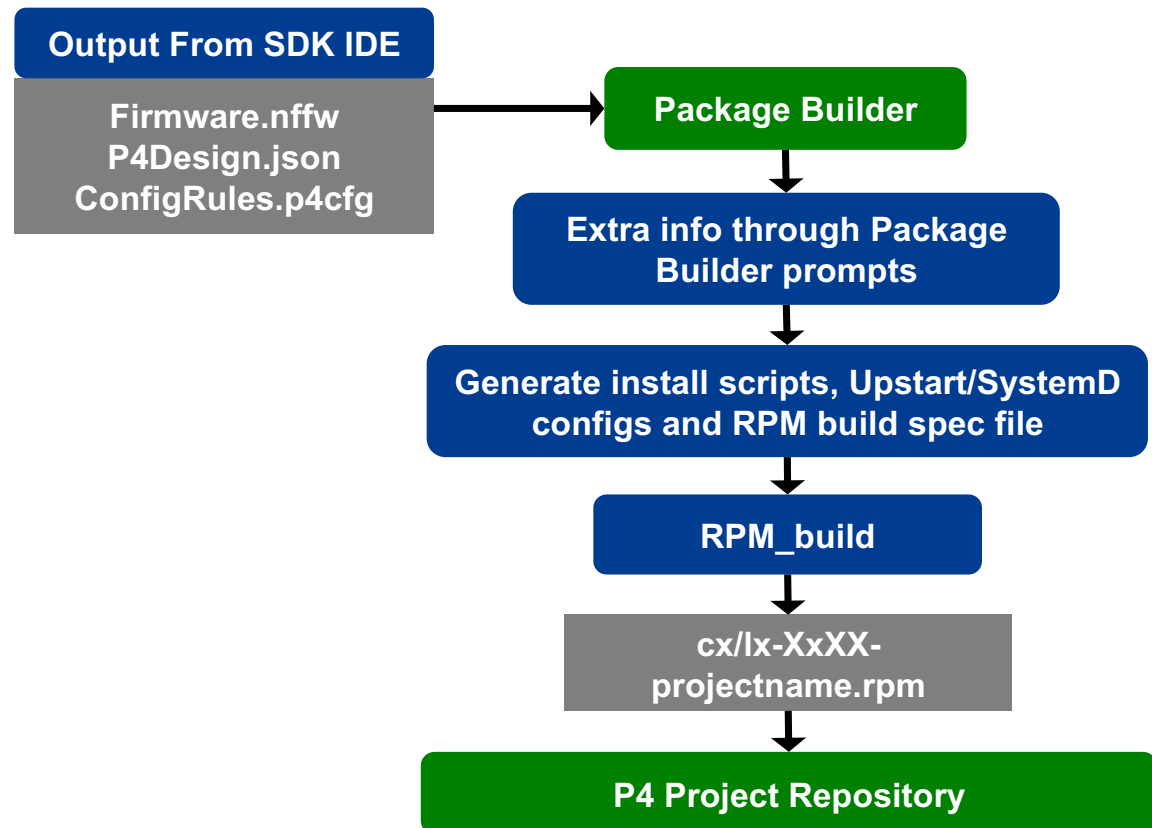 Output From SDK IDE
Firmware.nffw
P4Design.json
ConfigRules.p4cfg
Package Builder
Extra info through Package
Builder prompts
Generate install scripts, Upstart/SystemD
configs and RPM build spec file
RPM_build
cx/lx-XxXX-
projectname.rpm
P4 Project Repository